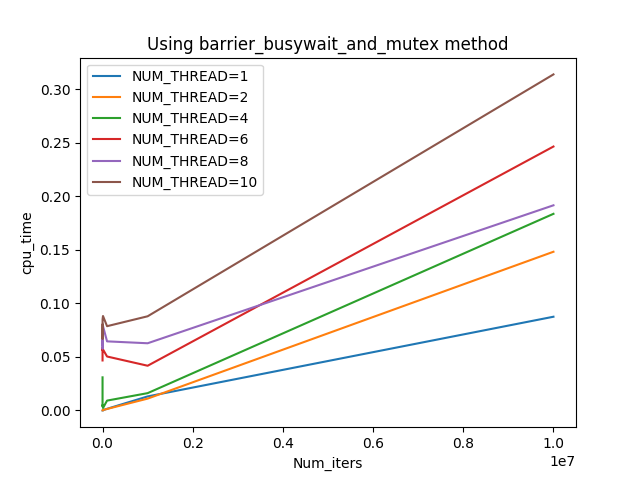 Using barrier_busywait_and_mutex method
NUM_THREAD=1
NUM_THREAD=2
NUM_THREAD=4
NUM_THREAD=6
NUM_THREAD=8
NUM_THREAD=10
cpu_time
0.30
0.25
0.20
0.15
0.10
0.05
0.00
0.0 0.2 0.4 0.6 0.8 1.0
1e7
Num_iters